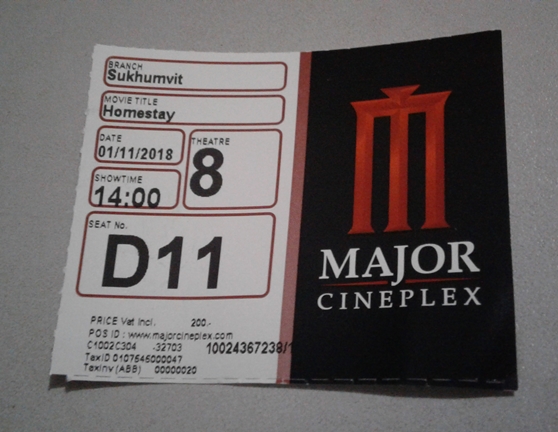 BRANCH
Sukhumvit
MOVIE TITLE
Homestay
DATE
01/11/2018
THEATRE
8
SHOWTIME
14:00
SEAT No.
D11
PRICE Vat Incl. 200.-
POS ID : www.majorcineplex.com
C1002C304 -32703 10024367238/1
TaxID 0107545000047
TaxInv (ABB) 00000020
MAJOR
CINEPLEX